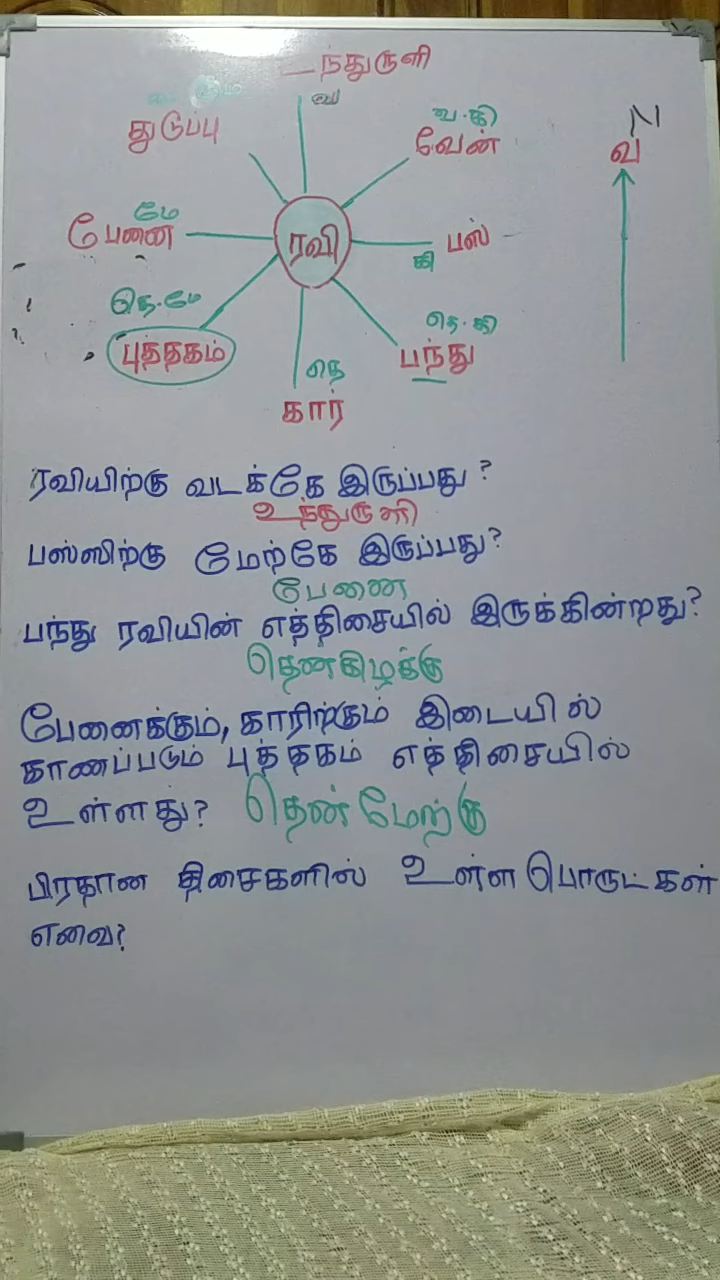 ந்துருளி
வ
துடுப்பு
வ.கி
வேன்
N
வ
மே
பேனை
ரவி
பஸ்
கி
தெ.மே
புத்தகம்
தெ.கி
பந்து
தெ
கார்
ரவியிற்கு வடக்கே இருப்பது?
உந்துருளி
பஸ்ஸிற்கு மேற்கே இருப்பது?
பேனை
பந்து ரவியின் எத்திசையில் இருக்கின்றது?
தென்கிழக்கு
பேனைக்கும், காரிற்கும் இடையில்
காணப்படும் புத்தகம் எத்திசையில்
உள்ளது? தென் மேற்கு
பிரதான திசைகளில் உள்ள பொருட்கள்
எவை?